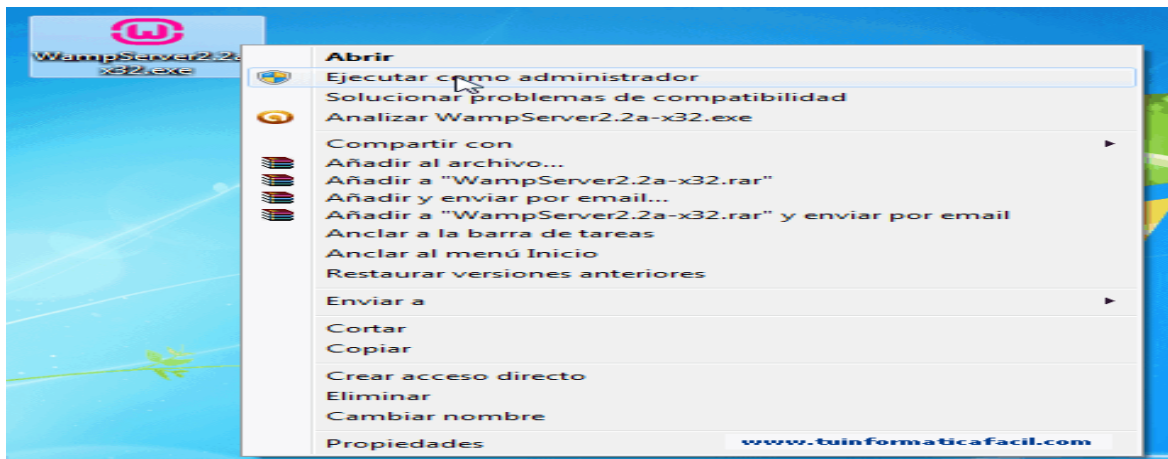 WampServer2.2a-
x32.exe
Abrir
Ejecutar como administrador
Solucionar problemas de compatibilidad
Analizar WampServer2.2a-x32.exe
Compartir con
Añadir al archivo...
Añadir a "WampServer2.2a-x32.rar"
Añadir y enviar por email...
Añadir a "WampServer2.2a-x32.rar" y enviar por email
Anclar a la barra de tareas
Anclar al menú Inicio
Restaurar versiones anteriores
Enviar a
Cortar
Copiar
Crear acceso directo
Eliminar
Cambiar nombre
Propiedades
www.tuinformaticafacil.com